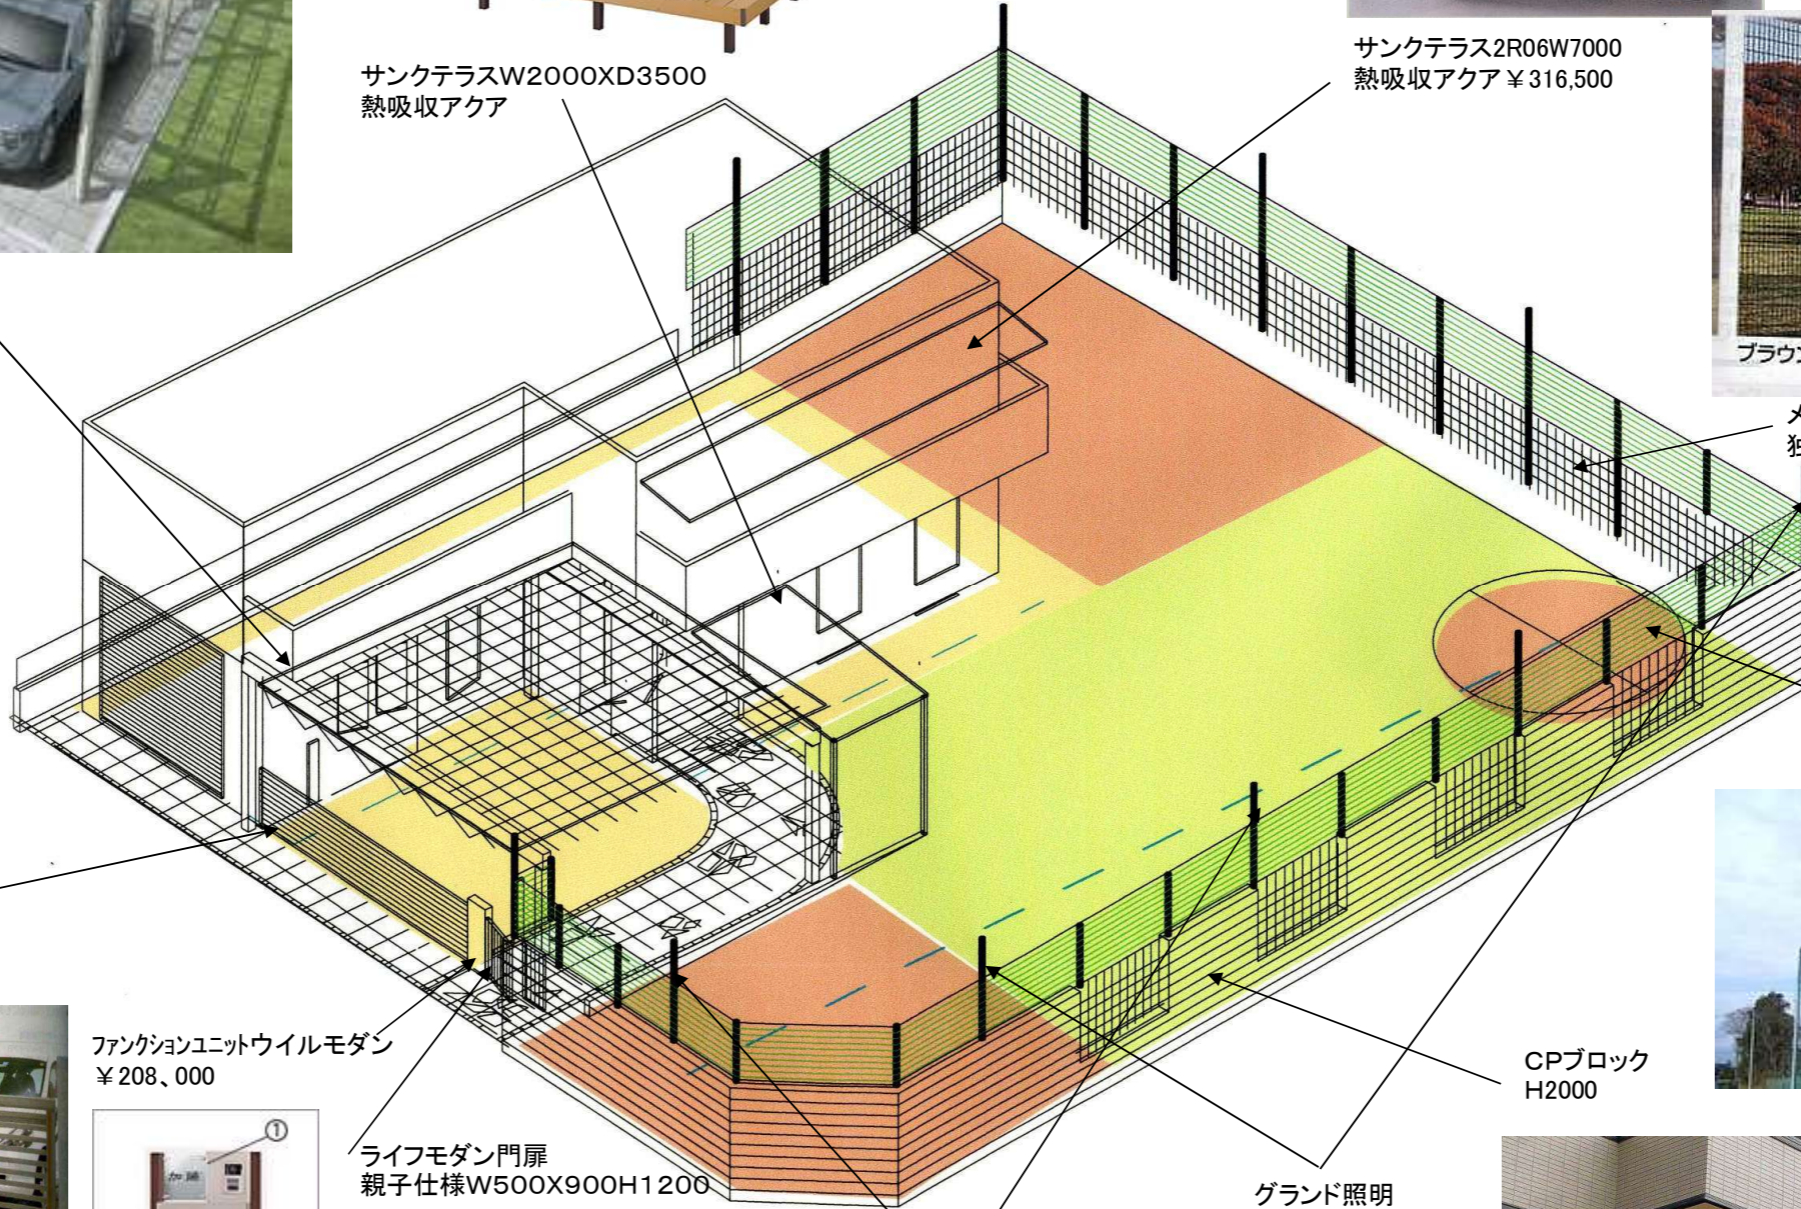 サンクテラスW2000XD3500
熱吸収アクア
サンクテラス2R06W7000
熱吸収アクア￥316,500
ブラウ
メ
ファンクションユニットウイルモダン
￥208、000
①
加藤
ライフモダン門扉
親子仕様W500X900H1200
CPブロック
H2000
グランド照明